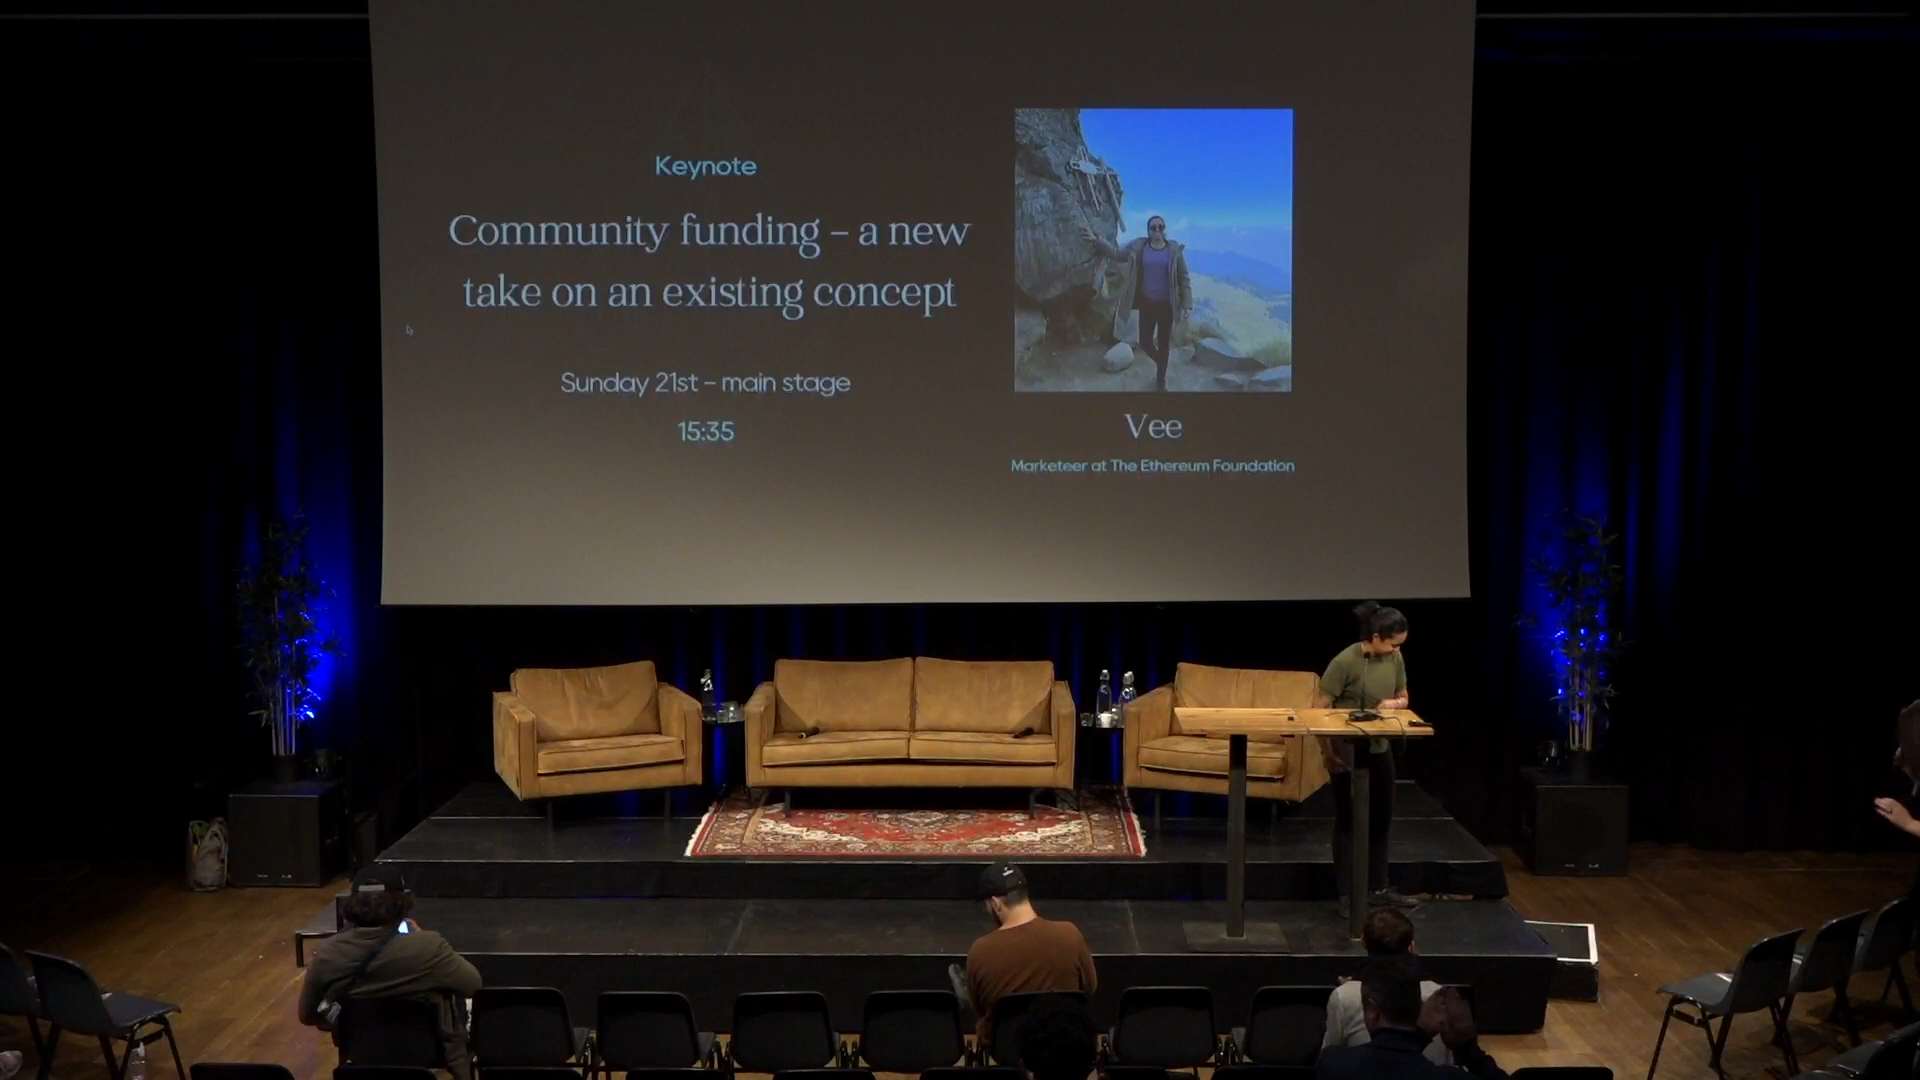 Keynote
Community funding – a new
take on an existing concept
Sunday 21st – main stage
15:35
Vee
Marketeer at The Ethereum Foundation